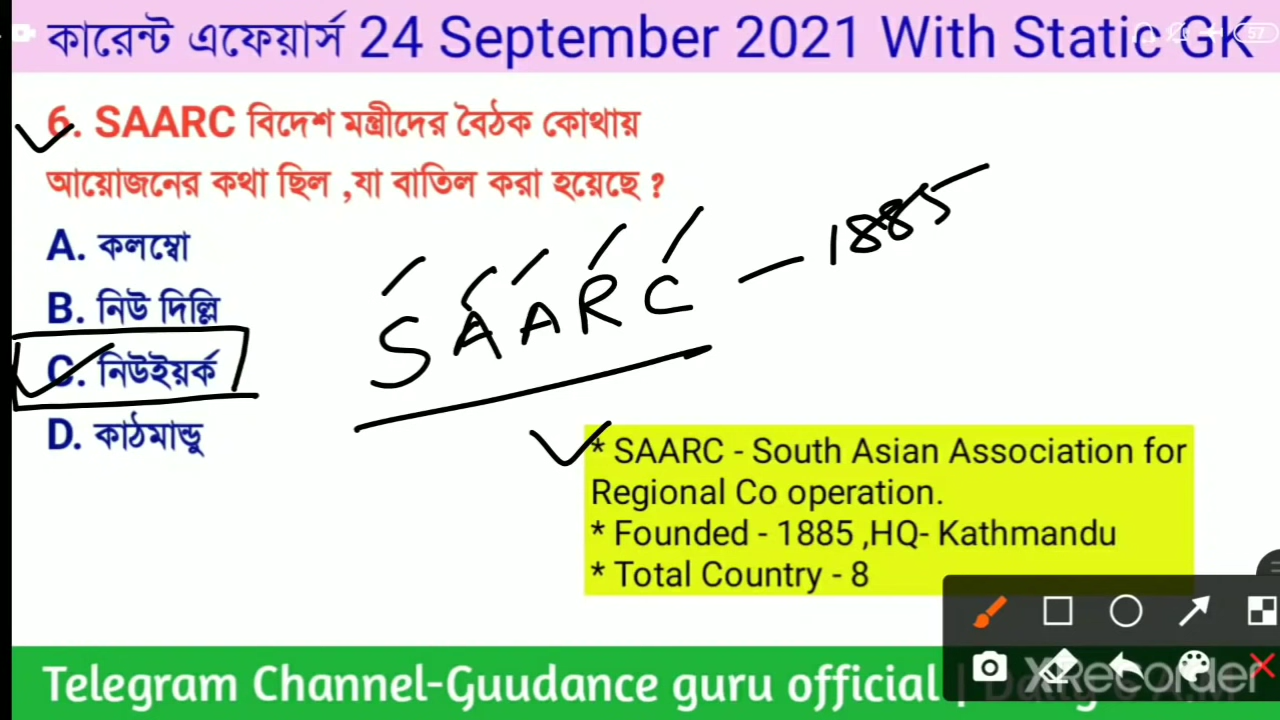 কারেন্ট এফেয়ার্স 24 September 2021 With Static GK
57
6. SAARC বিদেশ মন্ত্রীদের বৈঠক কোথায়
আয়োজনের কথা ছিল ,যা বাতিল করা হয়েছে ?
A. কলম্বো
B. নিউ দিল্লি
C. নিউইয়র্ক
D. কাঠমান্ডু
SAARC - 1885
* SAARC - South Asian Association for
Regional Co operation.
* Founded - 1885 ,HQ- Kathmandu
* Total Country - 8
Telegram Channel-Guudance guru official |
XRecorder